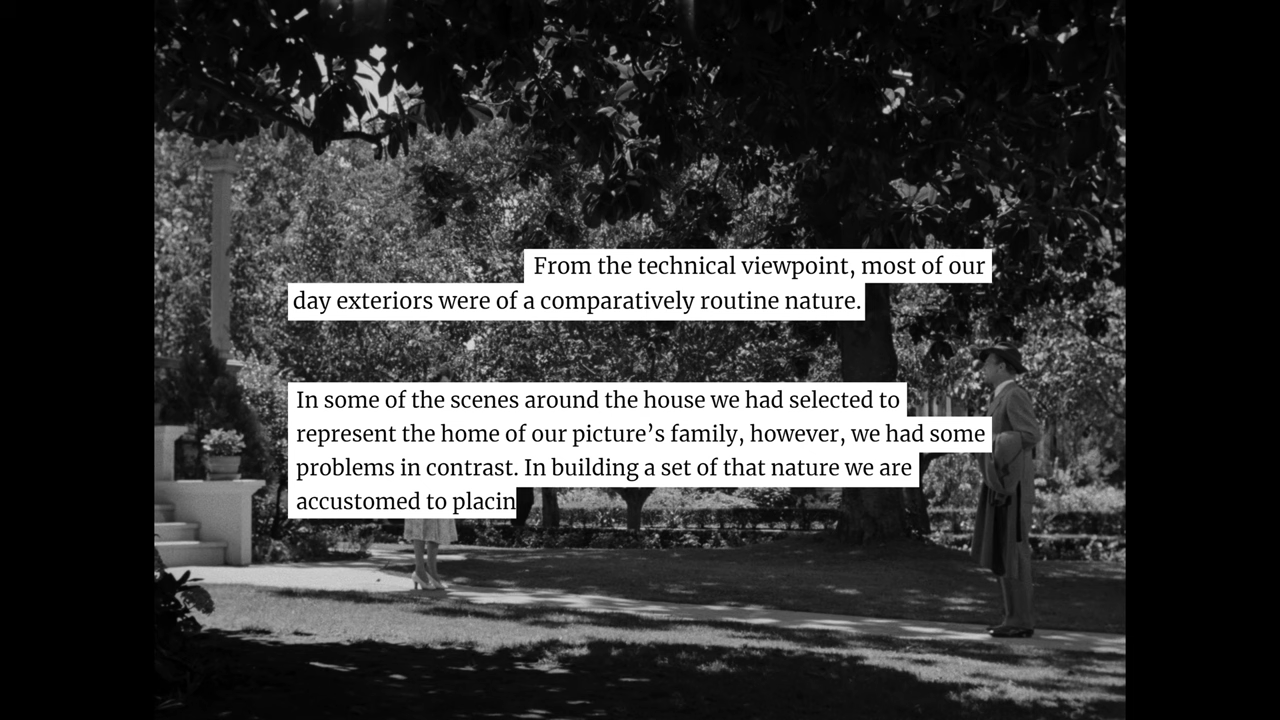 From the technical viewpoint, most of our
day exteriors were of a comparatively routine nature.
In some of the scenes around the house we had selected to
represent the home of our picture’s family, however, we had some
problems in contrast. In building a set of that nature we are
accustomed to placin